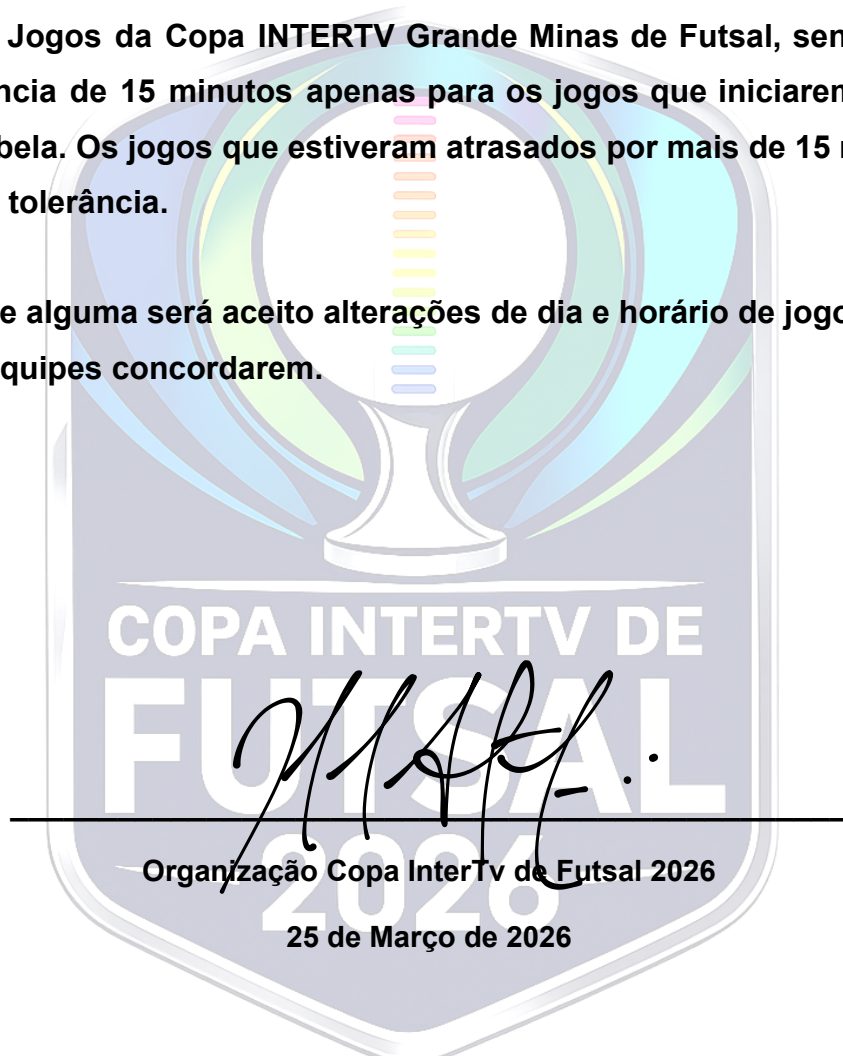 Jogos da Copa INTERTV Grande Minas de Futsal, sen
ncia de 15 minutos apenas para os jogos que iniciarem
bela. Os jogos que estiveram atrasados por mais de 15
tolerância.
e alguma será aceito alterações de dia e horário de jogo
quipes concordarem.
COPA INTERTV DE
FUTSAL
2026
Organização Copa InterTv de Futsal 2026
25 de Março de 2026